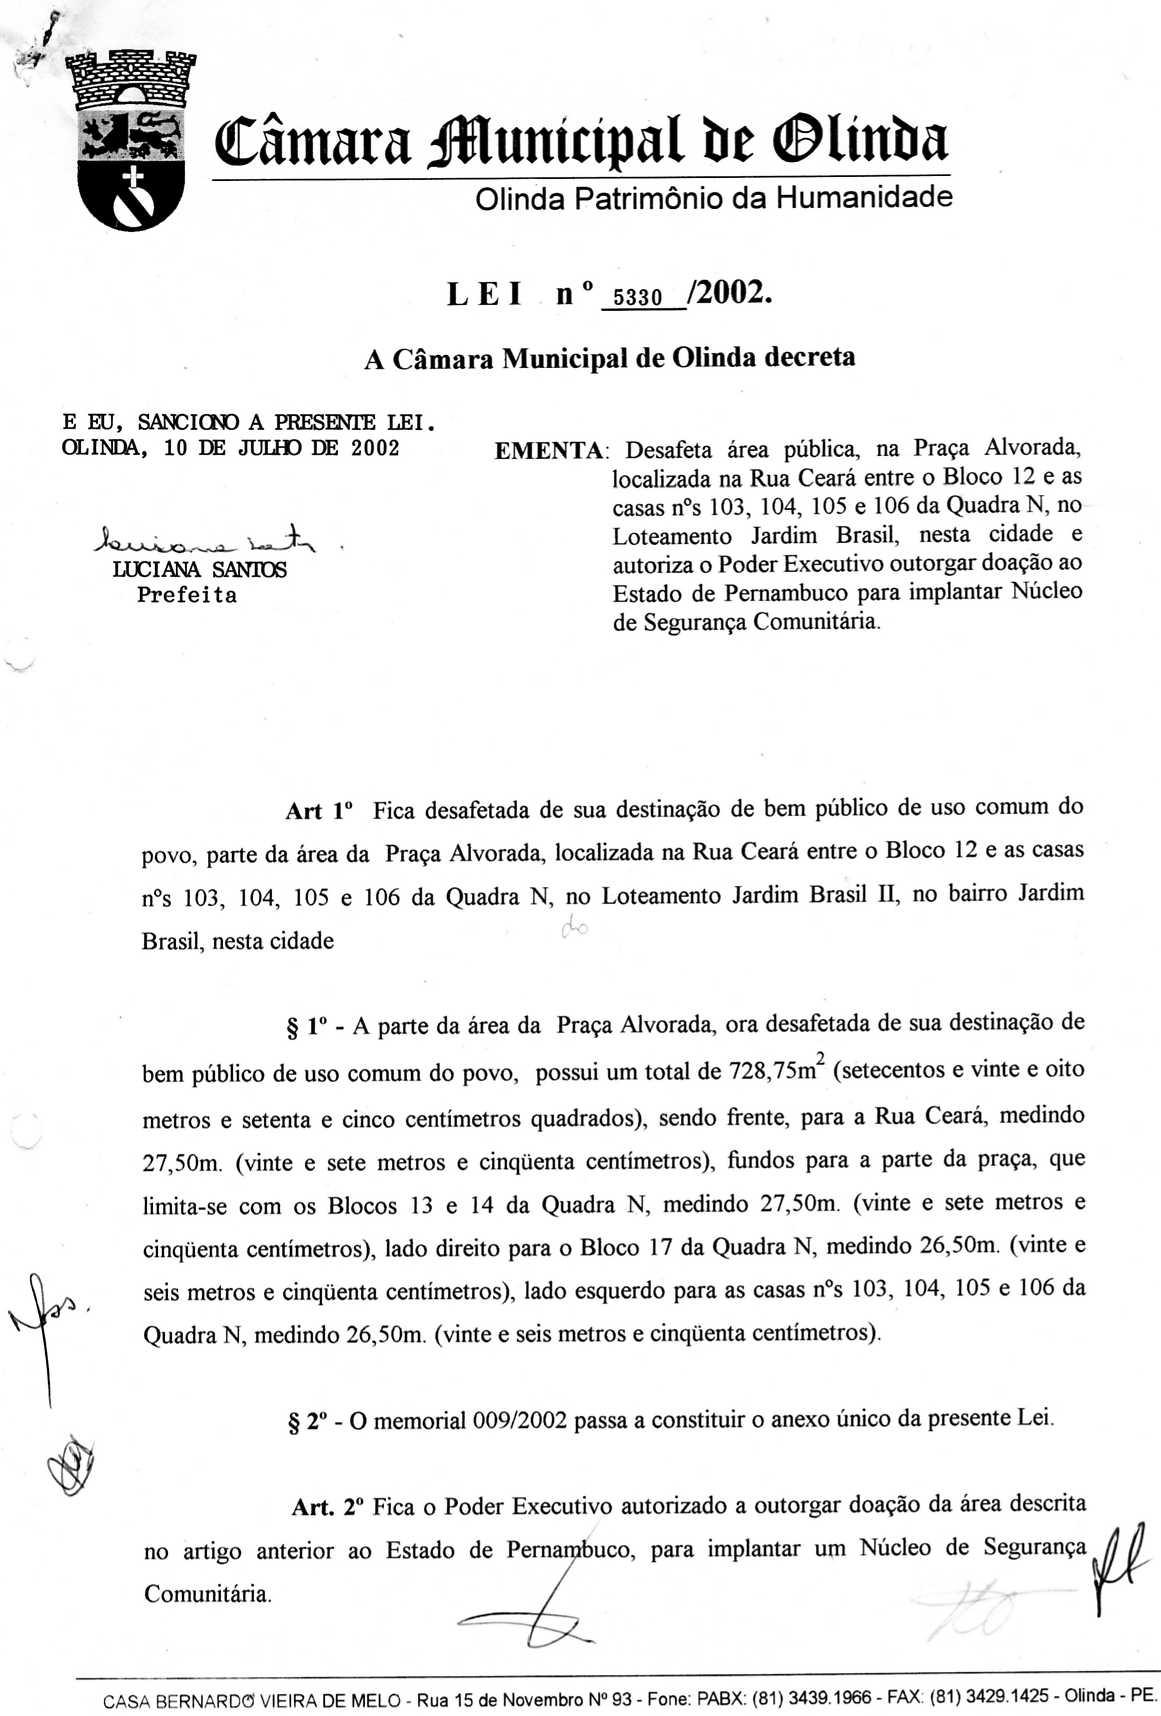 Câmara Municipal de Olinda
Olinda Patrimônio da Humanidade
LEI nº 5330 /2002.
A Câmara Municipal de Olinda decreta
E EU, SANCIONO A PRESENTE LEI.
OLINDA, 10 DE JULHO DE 2002
LUCIANA SANTOS
Prefeita
EMENTA: Desafeta área pública, na Praça Alvorada,
localizada na Rua Ceará entre o Bloco 12 e as
casas nºs 103, 104, 105 e 106 da Quadra N, no
Loteamento Jardim Brasil, nesta cidade e
autoriza o Poder Executivo outorgar doação ao
Estado de Pernambuco para implantar Núcleo
de Segurança Comunitária.
Art 1º Fica desafetada de sua destinação de bem público de uso comum do
povo, parte da área da Praça Alvorada, localizada na Rua Ceará entre o Bloco 12 e as casas
nºs 103, 104, 105 e 106 da Quadra N, no Loteamento Jardim Brasil II, no bairro Jardim
do
Brasil, nesta cidade
§ 1º - A parte da área da Praça Alvorada, ora desafetada de sua destinação de
bem público de uso comum do povo, possui um total de 728,75m² (setecentos e vinte e oito
metros e setenta e cinco centímetros quadrados), sendo frente, para a Rua Ceará, medindo
27,50m. (vinte e sete metros e cinqüenta centímetros), fundos para a parte da praça, que
limita-se com os Blocos 13 e 14 da Quadra N, medindo 27,50m. (vinte e sete metros e
cinqüenta centímetros), lado direito para o Bloco 17 da Quadra N, medindo 26,50m. (vinte e
seis metros e cinqüenta centímetros), lado esquerdo para as casas nºs 103, 104, 105 e 106 da
Quadra N, medindo 26,50m. (vinte e seis metros e cinqüenta centímetros).
§ 2º - O memorial 009/2002 passa a constituir o anexo único da presente Lei.
Art. 2º Fica o Poder Executivo autorizado a outorgar doação da área descrita
no artigo anterior ao Estado de Pernambuco, para implantar um Núcleo de Segurança
Comunitária.
CASA BERNARDO VIEIRA DE MELO - Rua 15 de Novembro Nº 93 - Fone: PABX: (81) 3439.1966 - FAX: (81) 3429.1425 - Olinda - PE.